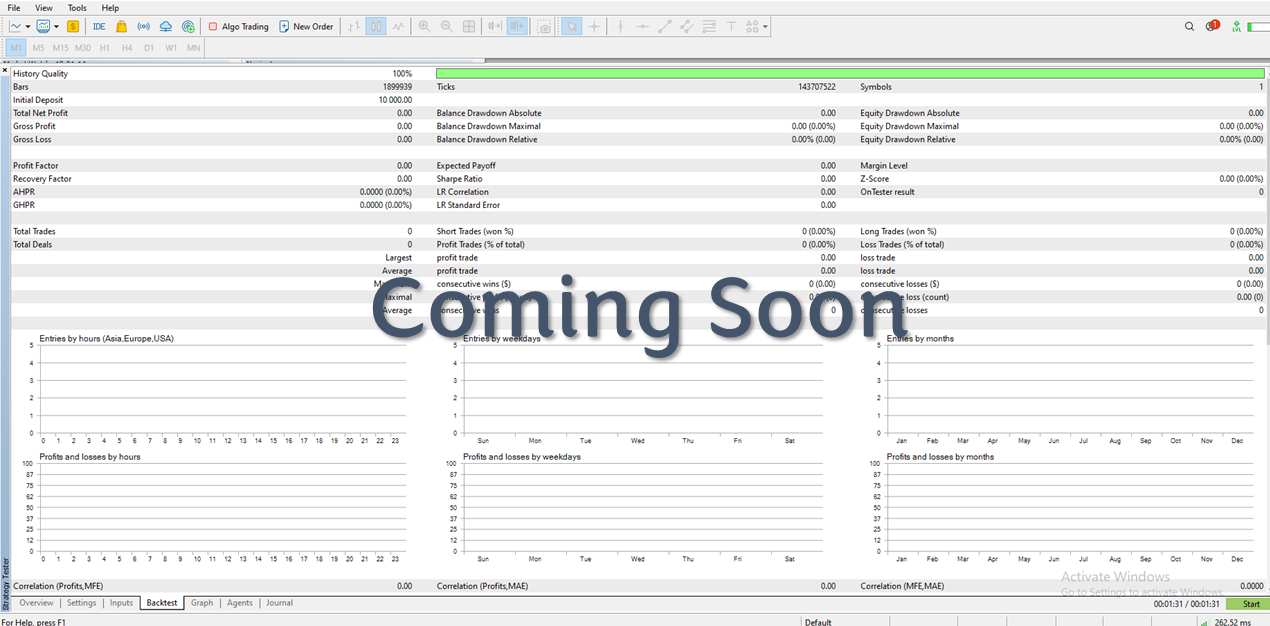 File View Tools Help
IDE Algo Trading New Order 1 LVL
M1 M5 M15 M30 H1 H4 D1 W1 MN
History Quality 100%
Bars 1899939 Ticks 143707522 Symbols 1
Initial Deposit 10 000.00
Total Net Profit 0.00 Balance Drawdown Absolute 0.00 Equity Drawdown Absolute 0.00
Gross Profit 0.00 Balance Drawdown Maximal 0.00 (0.00%) Equity Drawdown Maximal 0.00 (0.00%)
Gross Loss 0.00 Balance Drawdown Relative 0.00% (0.00) Equity Drawdown Relative 0.00% (0.00)
Profit Factor 0.00 Expected Payoff 0.00 Margin Level
Recovery Factor 0.00 Sharpe Ratio 0.00 Z-Score 0.00 (0.00%)
AHPR 0.0000 (0.00%) LR Correlation 0.00 OnTester result 0
GHPR 0.0000 (0.00%) LR Standard Error 0.00
Total Trades 0 Short Trades (won %) 0 (0.00%) Long Trades (won %) 0 (0.00%)
Total Deals 0 Profit Trades (% of total) 0 (0.00%) Loss Trades (% of total) 0 (0.00%)
Largest profit trade 0.00 loss trade 0.00
Average profit trade 0.00 loss trade 0.00
consecutive wins ($) 0 (0.00) consecutive losses ($) 0 (0.00)
loss (count) 0.00 (0)
Average 0 losses 0
Coming Soon
Entries by hours (Asia,Europe,USA) Entries by weekdays Entries by months
5 5 5
4 4 4
3 3 3
2 2 2
1 1 1
0 0 0
0 1 2 3 4 5 6 7 8 9 10 11 12 13 14 15 16 17 18 19 20 21 22 23 Sun Mon Tue Wed Thu Fri Sat Jan Feb Mar Apr May Jun Jul Aug Sep Oct Nov Dec
Profits and losses by hours Profits and losses by weekdays Profits and losses by months
100 100 100
87 87 87
75 75 75
62 62 62
50 50 50
37 37 37
25 25 25
12 12 12
0 0 0
0 1 2 3 4 5 6 7 8 9 10 11 12 13 14 15 16 17 18 19 20 21 22 23 Sun Mon Tue Wed Thu Fri Sat Jan Feb Mar Apr May Jun Jul Aug Sep Oct Nov Dec
Correlation (Profits,MFE) 0.00 Correlation (Profits,MAE) 0.00 Correlation (MFE,MAE) 0.0000
Strategy Tester
Activate Windows
Go to Settings to activate Windows.
Overview Settings Inputs Backtest Graph Agents Journal 00:01:31 / 00:01:31 Start
For Help, press F1 Default 262.52 ms